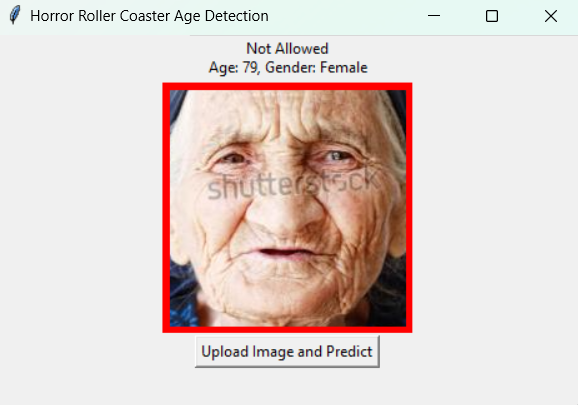 Horror Roller Coaster Age Detection
Not Allowed
Age: 79, Gender: Female
shutterstock
Upload Image and Predict